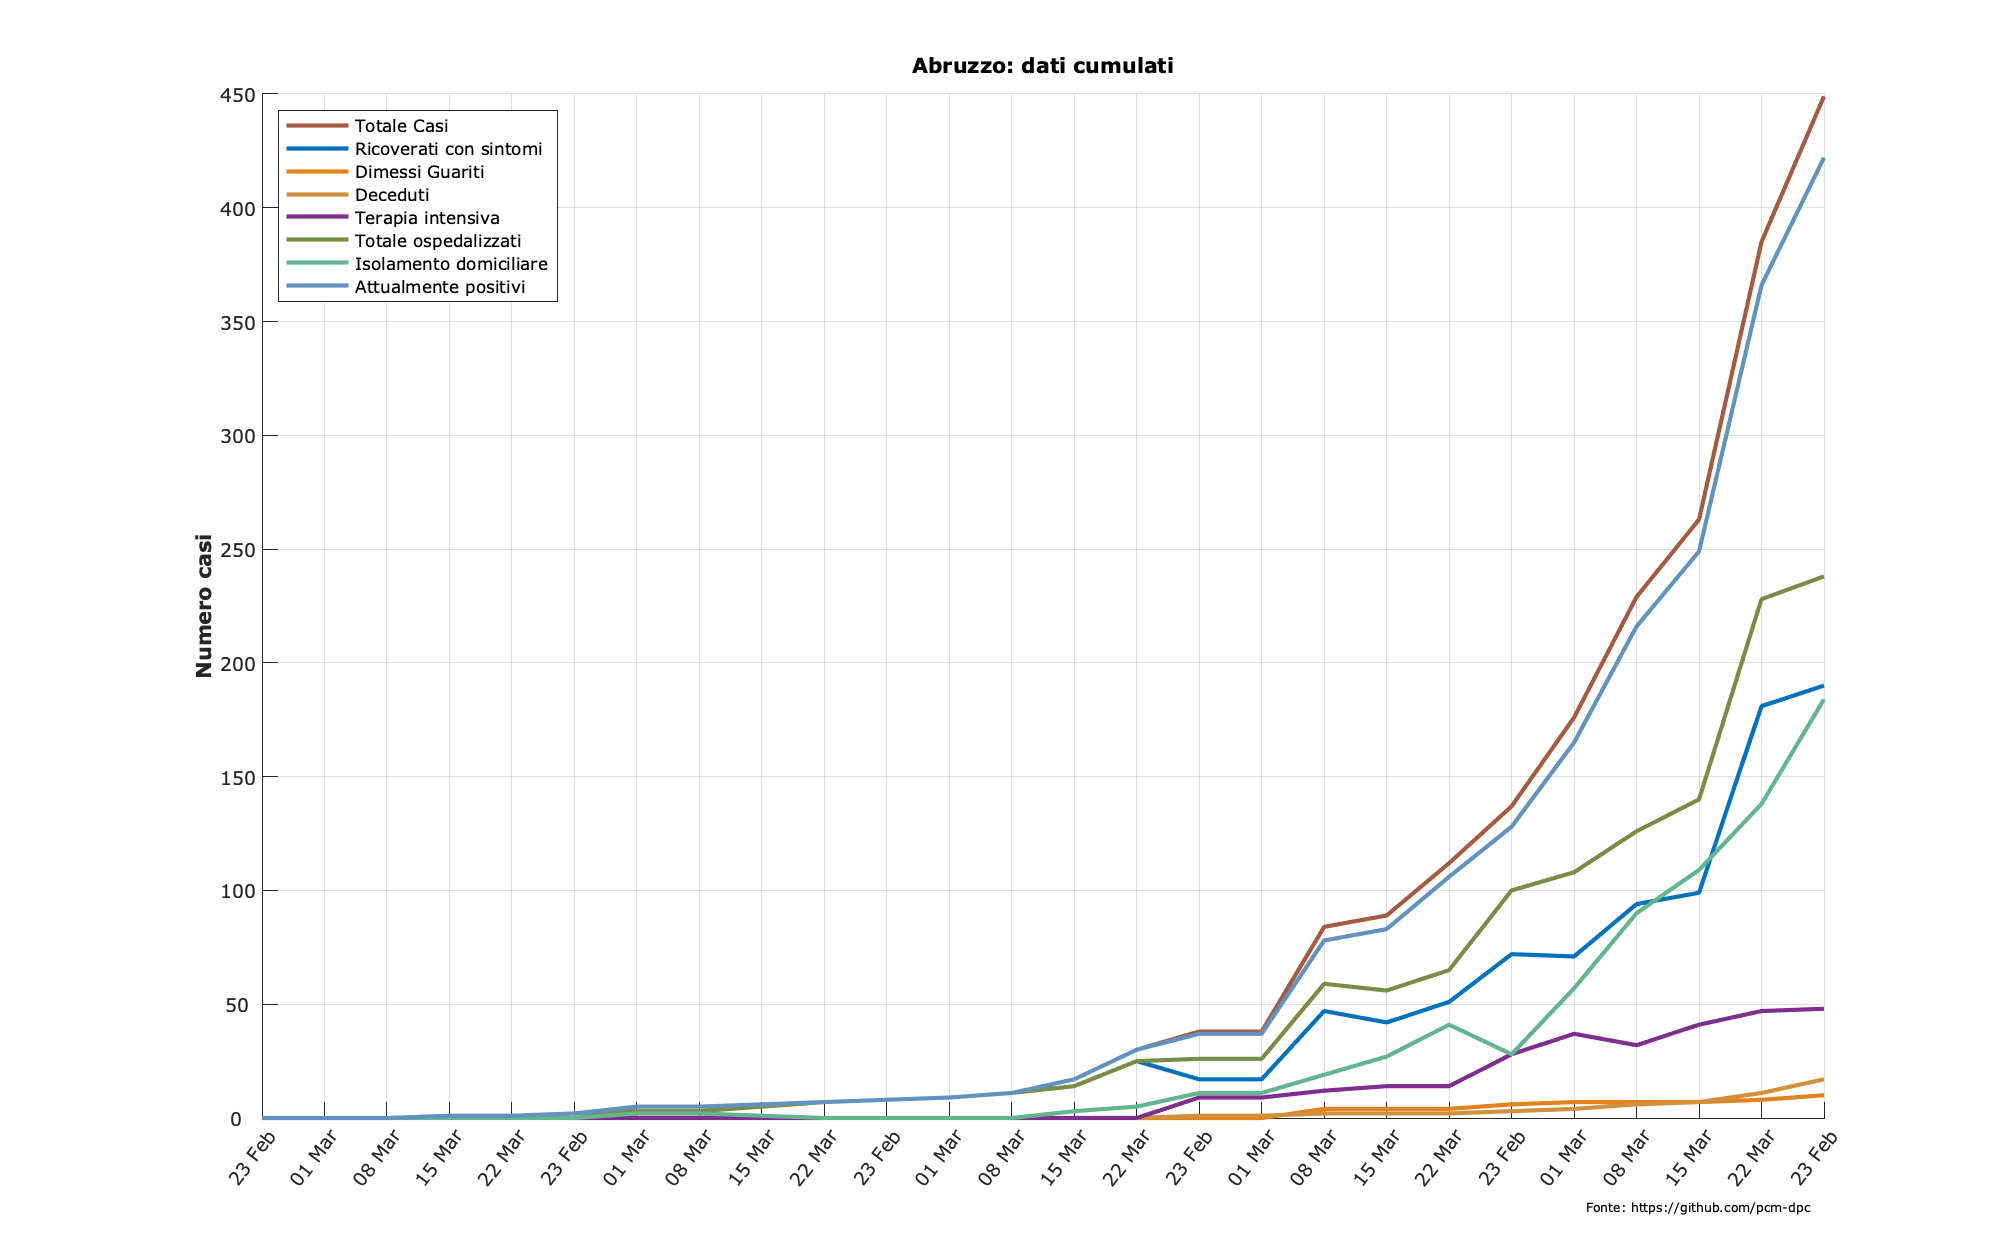 Abruzzo: dati cumulati
450
400
350
300
250
200
150
100
50
0
Numero casi
Totale Casi
Ricoverati con sintomi
Dimessi Guariti
Deceduti
Terapia intensiva
Totale ospedalizzati
Isolamento domiciliare
Attualmente positivi
23 Feb
01 Mar
08 Mar
15 Mar
22 Mar
23 Feb
01 Mar
08 Mar
15 Mar
22 Mar
23 Feb
01 Mar
08 Mar
15 Mar
22 Mar
23 Feb
01 Mar
08 Mar
15 Mar
22 Mar
23 Feb
01 Mar
08 Mar
15 Mar
22 Mar
23 Feb
Fonte: https://github.com/pcm-dpc